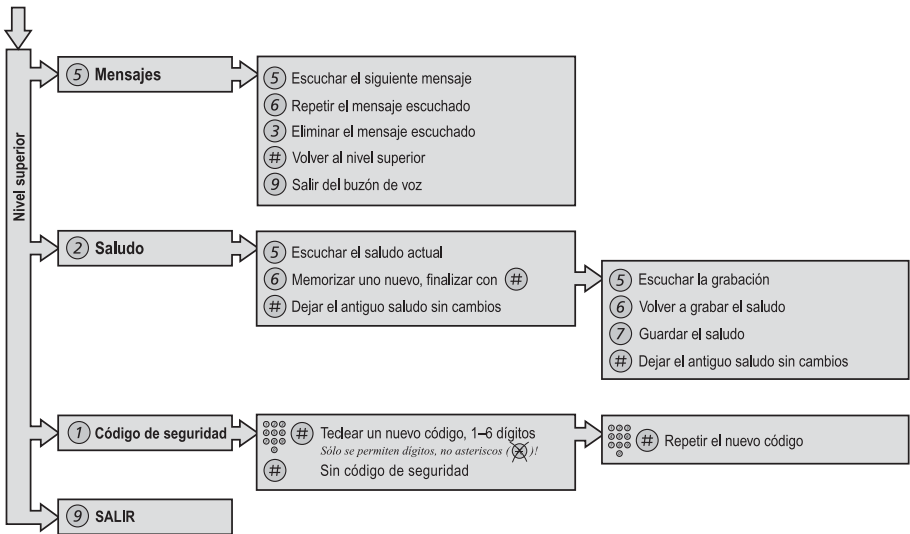 Nivel superior
5 Mensajes
5 Escuchar el siguiente mensaje
6 Repetir el mensaje escuchado
3 Eliminar el mensaje escuchado
# Volver al nivel superior
9 Salir del buzón de voz
2 Saludo
5 Escuchar el saludo actual
6 Memorizar uno nuevo, finalizar con #
# Dejar el antiguo saludo sin cambios
5 Escuchar la grabación
6 Volver a grabar el saludo
7 Guardar el saludo
# Dejar el antiguo saludo sin cambios
1 Código de seguridad
# Teclear un nuevo código, 1–6 dígitos
Sólo se permiten dígitos, no asteriscos (*)!
# Sin código de seguridad
# Repetir el nuevo código
9 SALIR